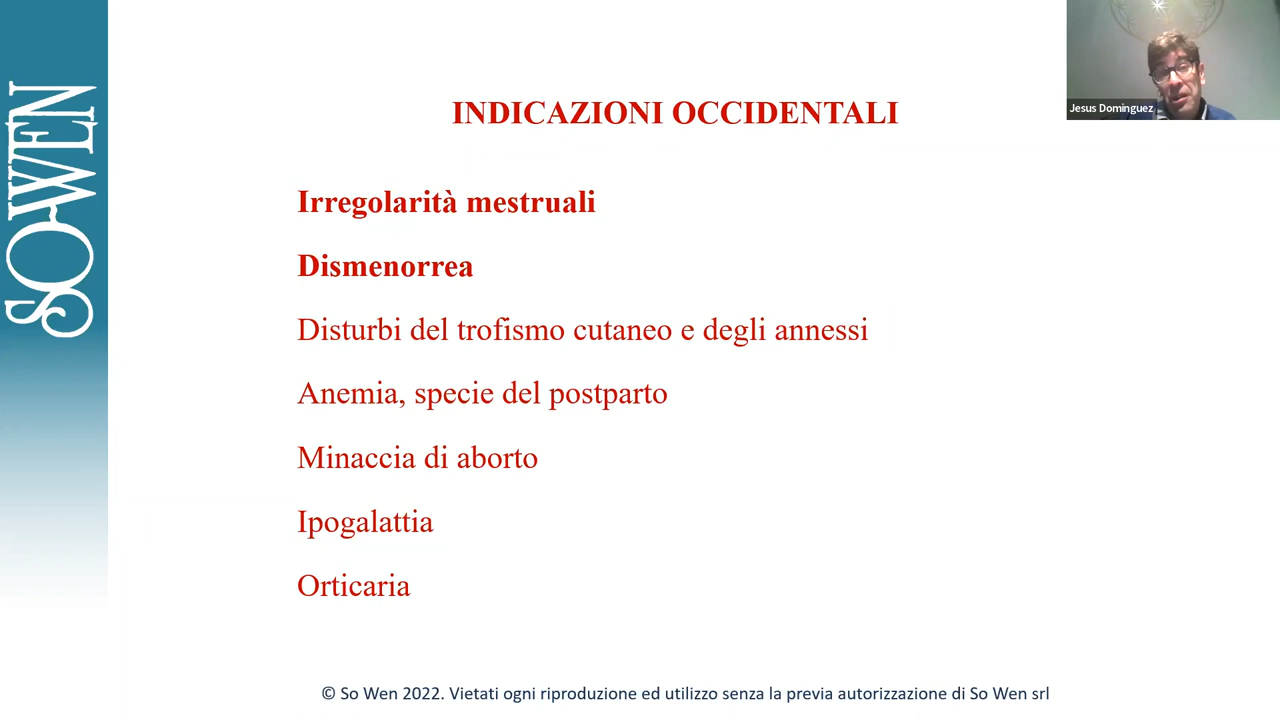 SO-WEN
Jesus Dominguez
INDICAZIONI OCCIDENTALI
Irregolarità mestruali
Dismenorrea
Disturbi del trofismo cutaneo e degli annessi
Anemia, specie del postparto
Minaccia di aborto
Ipogalattia
Orticaria
© So Wen 2022. Vietati ogni riproduzione ed utilizzo senza la previa autorizzazione di So Wen srl